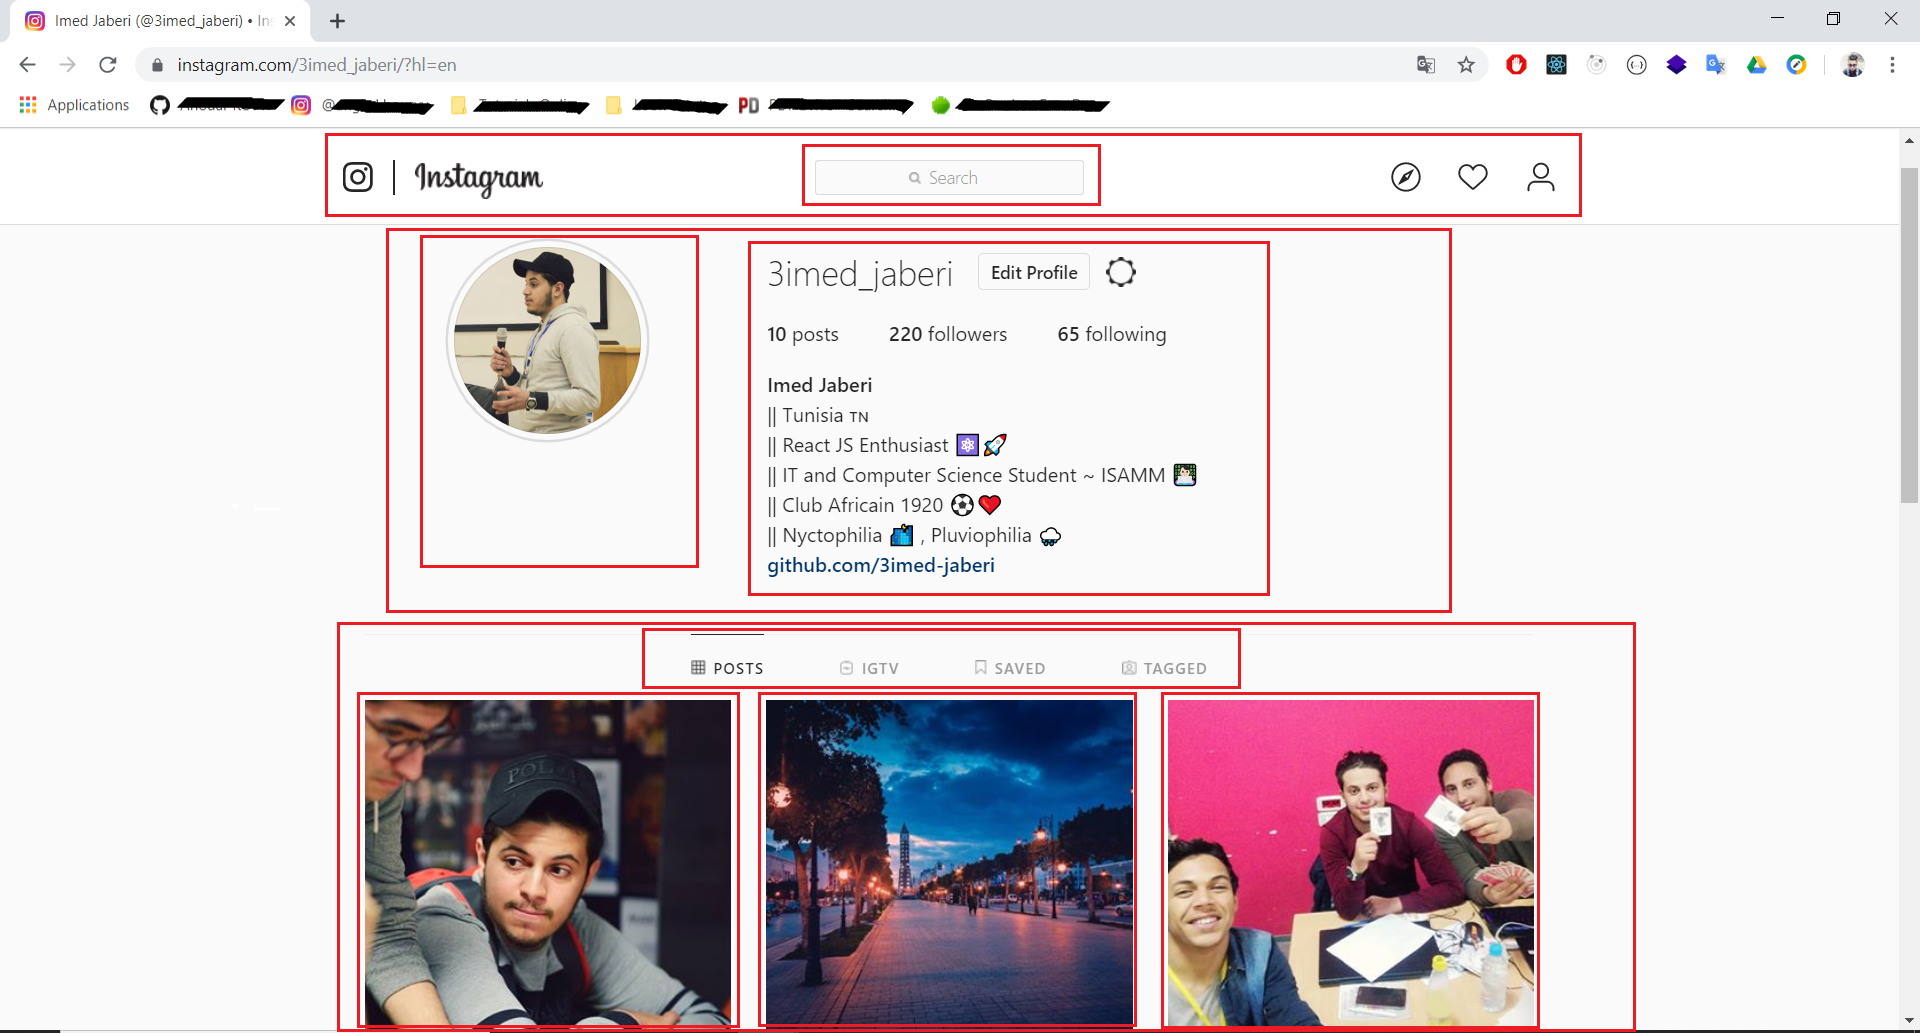 Imed Jaberi (@3imed_jaberi) • In
instagram.com/3imed_jaberi/?hl=en
Applications
PD
Instagram
Search
3imed_jaberi Edit Profile
10 posts 220 followers 65 following
Imed Jaberi
|| Tunisia TN
|| React JS Enthusiast ⚛️🚀
|| IT and Computer Science Student ~ ISAMM 👨🏻‍💻
|| Club Africain 1920 ⚽❤️
|| Nyctophilia 🌃 , Pluviophilia 🌧
github.com/3imed-jaberi
POSTS IGTV SAVED TAGGED
POL